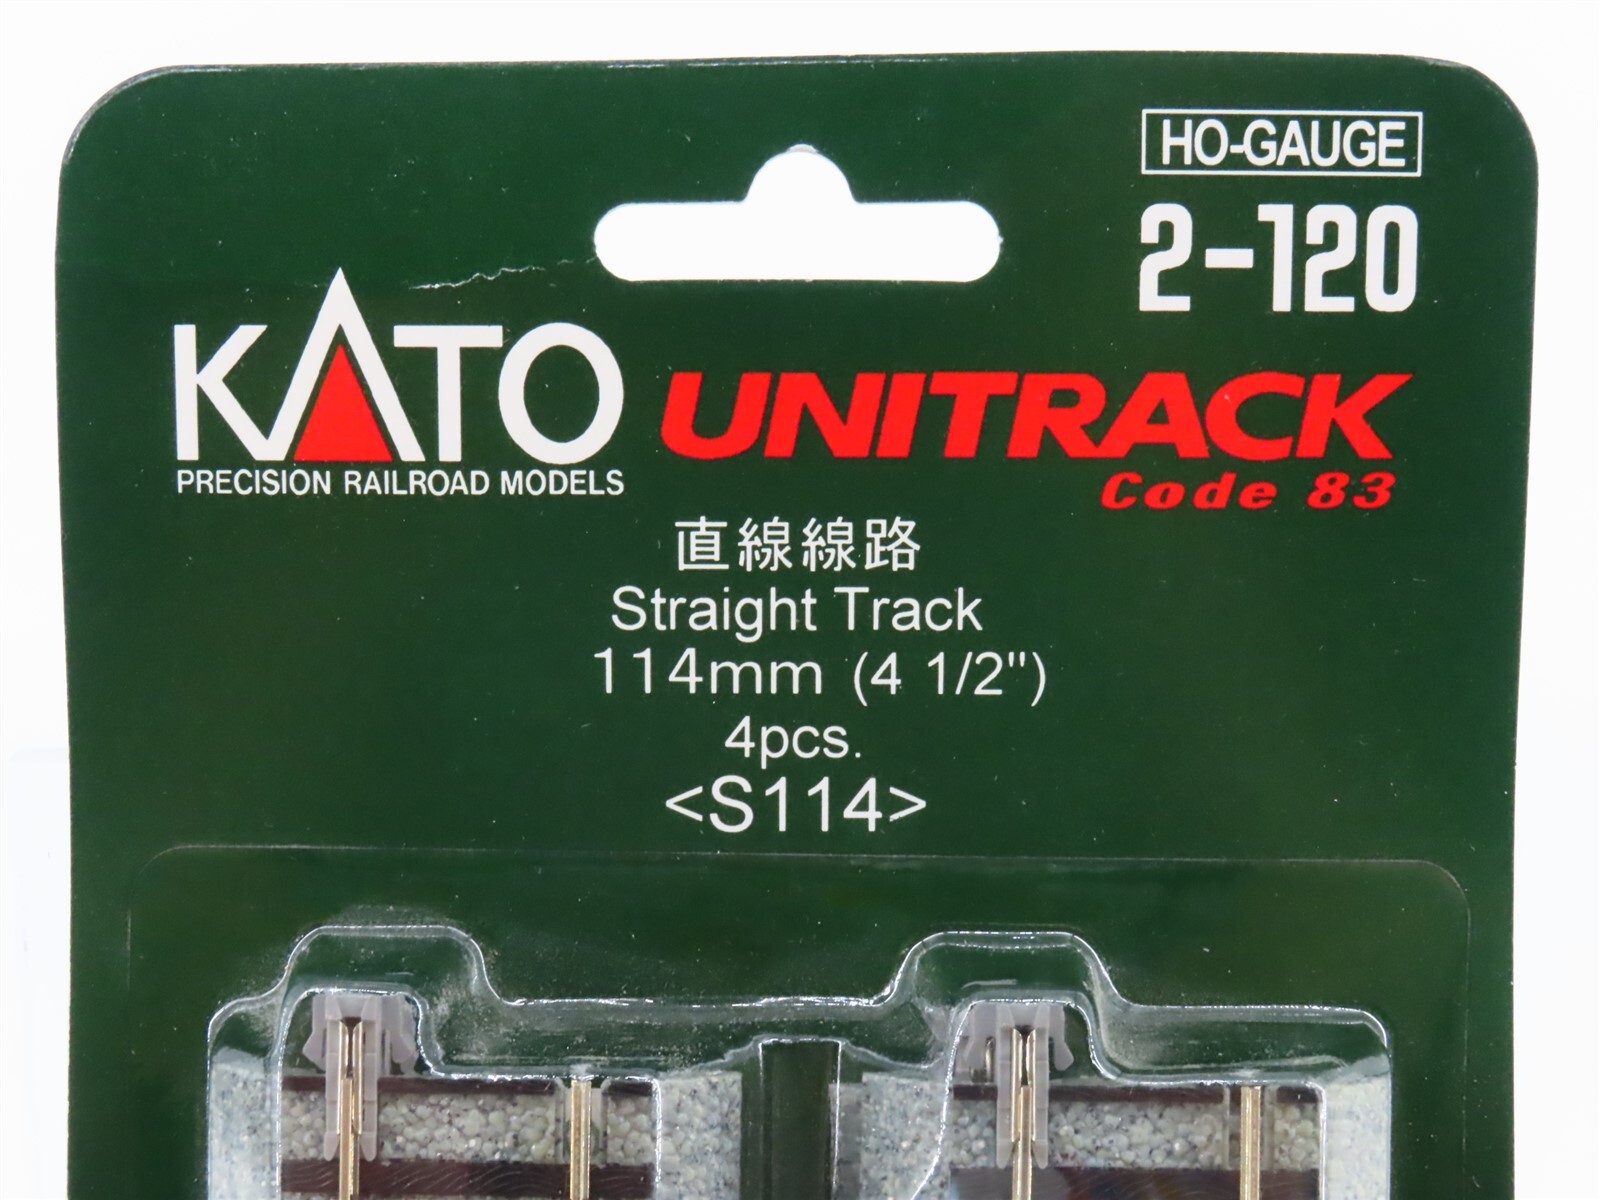 HO-GAUGE
2-120
KATO
PRECISION RAILROAD MODELS
UNITRACK
Code 83
直線線路
Straight Track
114mm (4 1/2")
4pcs.
<S114>